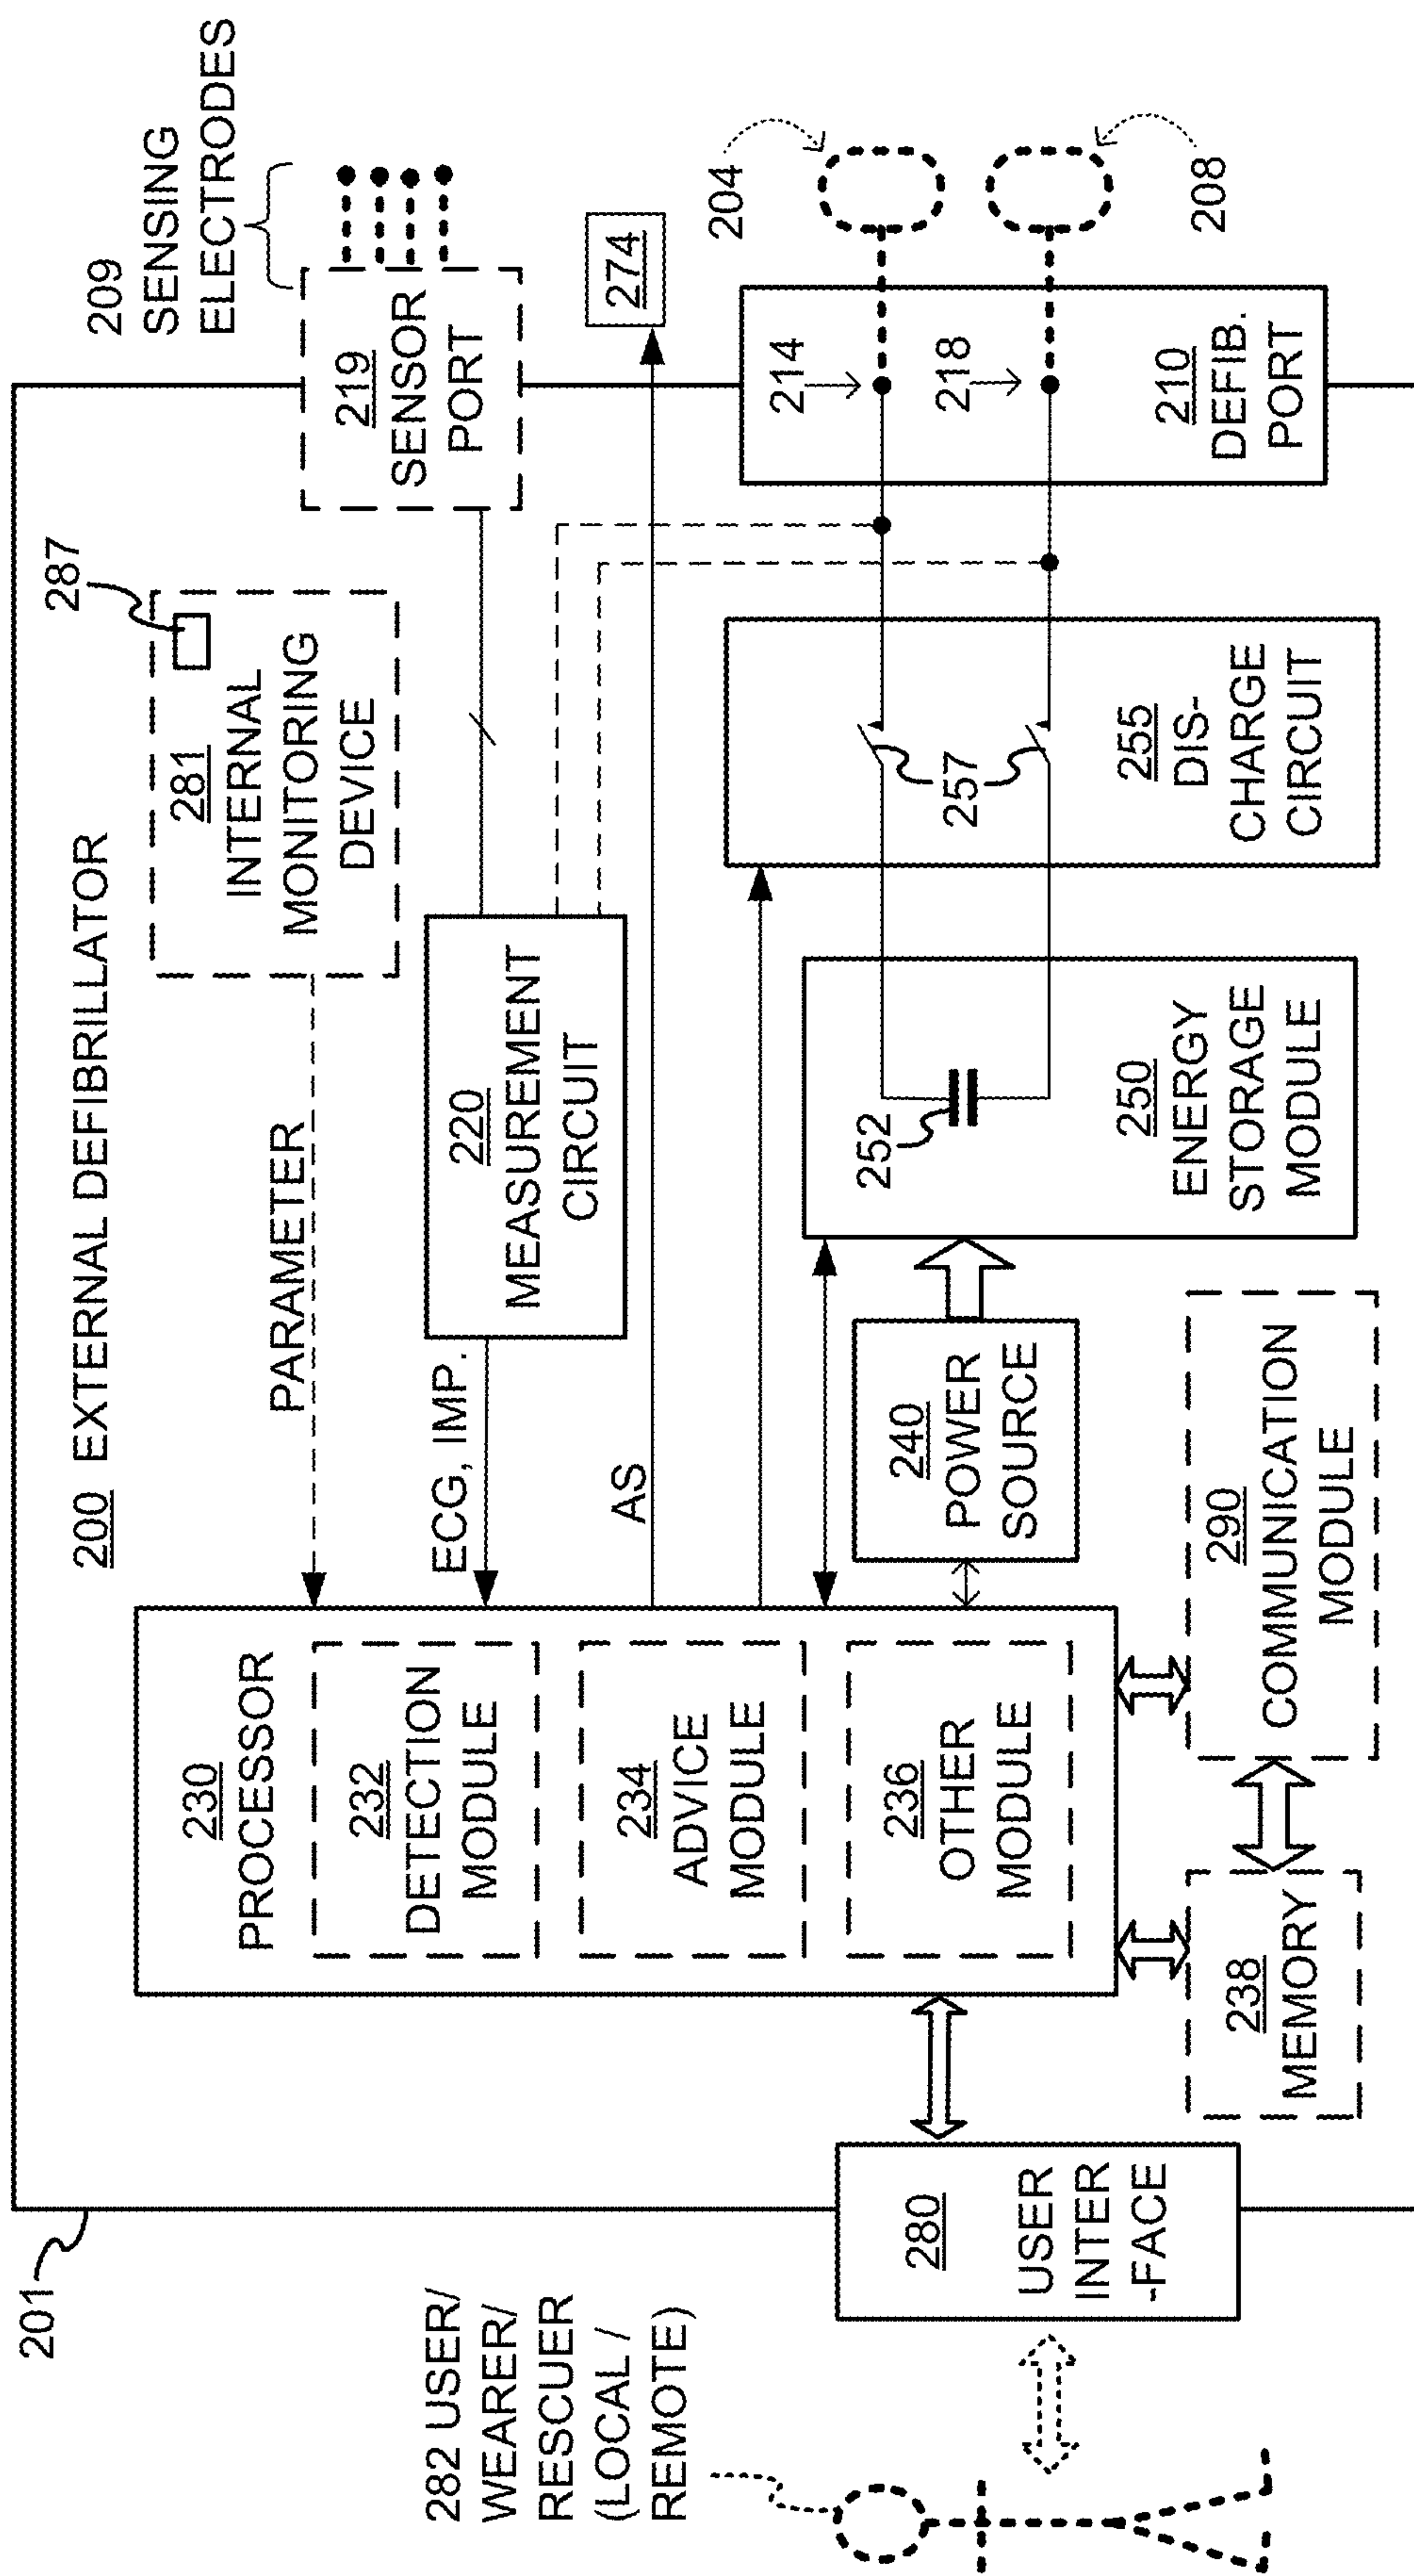 200 EXTERNAL DEFIBRILLATOR
201
282 USER/
WEARER/
RESCUER
(LOCAL /
REMOTE)
280
USER
INTER
-FACE
230
PROCESSOR
232
DETECTION
MODULE
234
ADVICE
MODULE
236
OTHER
MODULE
238
MEMORY
290
COMMUNICATION
MODULE
PARAMETER
ECG, IMP.
AS
240
POWER
SOURCE
220
MEASUREMENT
CIRCUIT
281
INTERNAL
MONITORING
DEVICE
287
252
250
ENERGY
STORAGE
MODULE
257
255
DIS-
CHARGE
CIRCUIT
219
SENSOR
PORT
209
SENSING
ELECTRODES
274
214
218
210
DEFIB.
PORT
204
208